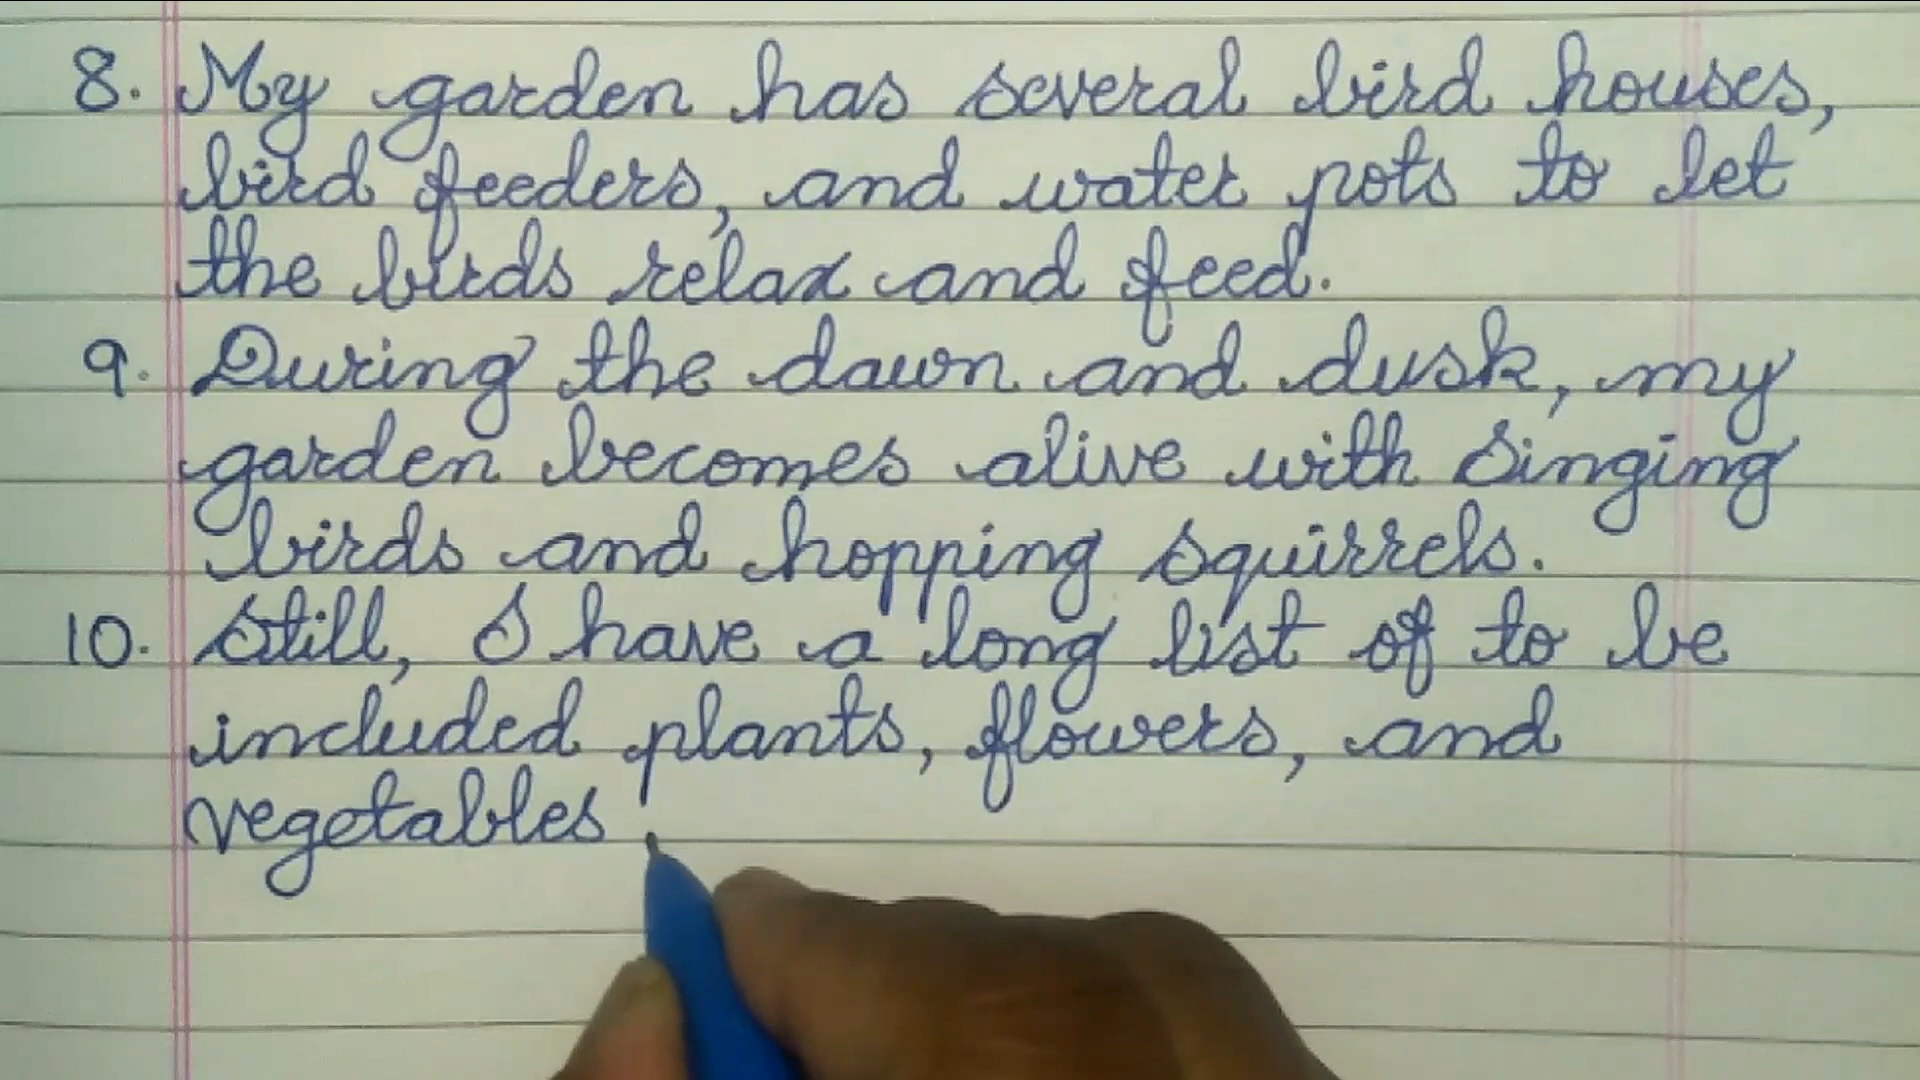 8. My garden has several bird houses,
bird feeders, and water pots to let
the birds relax and feed.
9. During the dawn and dusk, my
garden becomes alive with singing
birds and hopping squirrels.
10. Still, I have a long list of to be
included plants, flowers, and
vegetables